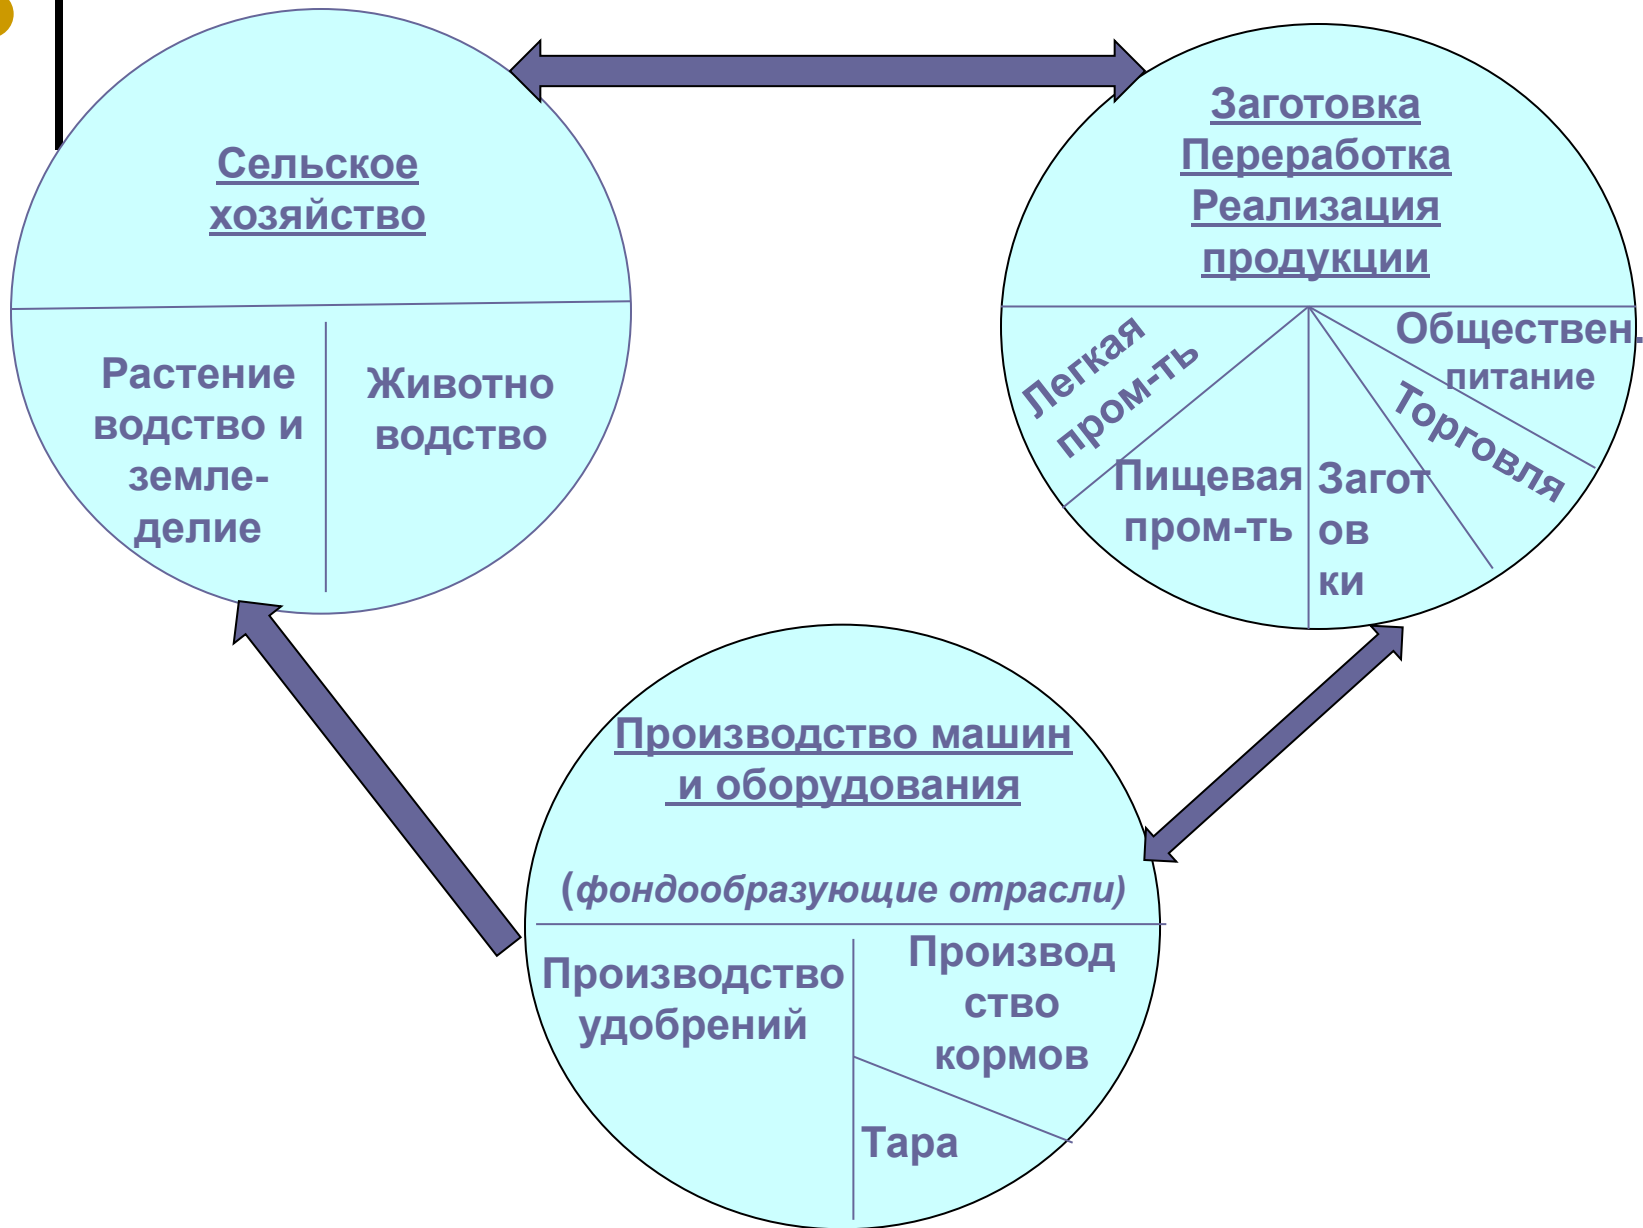 Сельское
хозяйство
Растение
водство и
земле-
делие
Животно
водство
Заготовка
Переработка
Реализация
продукции
Легкая
пром-ть
Пищевая
пром-ть
Загот
ов
ки
Торговля
Обществен.
питание
Производство машин
и оборудования
(фондообразующие отрасли)
Производство
удобрений
Производ
ство
кормов
Тара